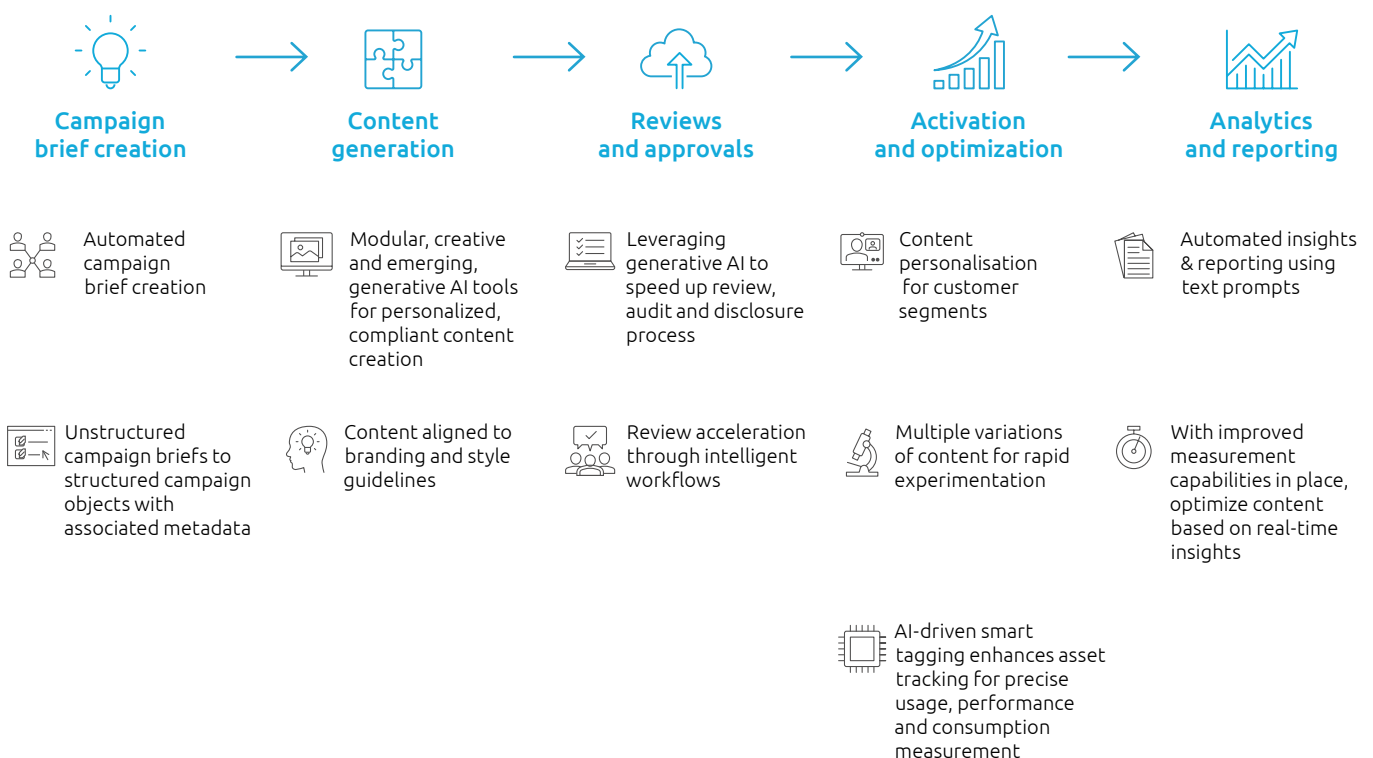 Campaign
brief creation
Content
generation
Reviews
and approvals
Activation
and optimization
Analytics
and reporting
Automated
campaign
brief creation
Modular, creative
and emerging,
generative AI tools
for personalized,
compliant content
creation
Leveraging
generative AI to
speed up review,
audit and disclosure
process
Content
personalisation
for customer
segments
Automated insights
& reporting using
text prompts
Unstructured
campaign briefs to
structured campaign
objects with
associated metadata
Content aligned to
branding and style
guidelines
Review acceleration
through intelligent
workflows
Multiple variations
of content for rapid
experimentation
With improved
measurement
capabilities in place,
optimize content
based on real-time
insights
AI-driven smart
tagging enhances asset
tracking for precise
usage, performance
and consumption
measurement